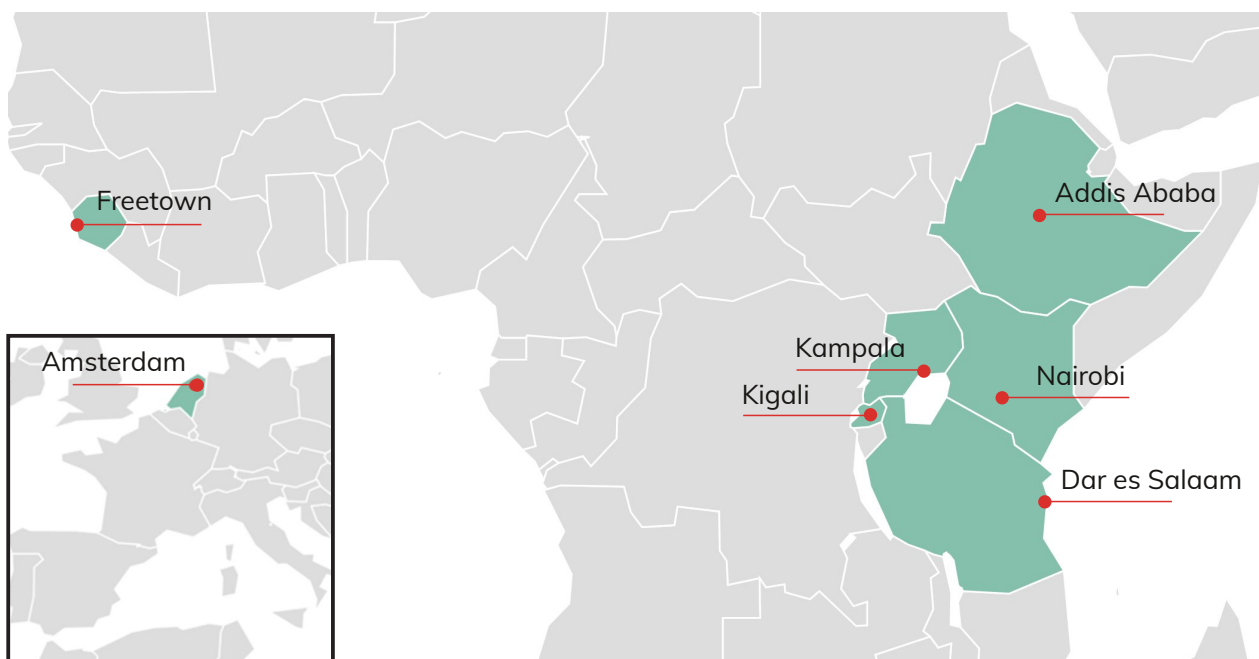 Freetown
Addis Ababa
Amsterdam
Kampala
Nairobi
Kigali
Dar es Salaam